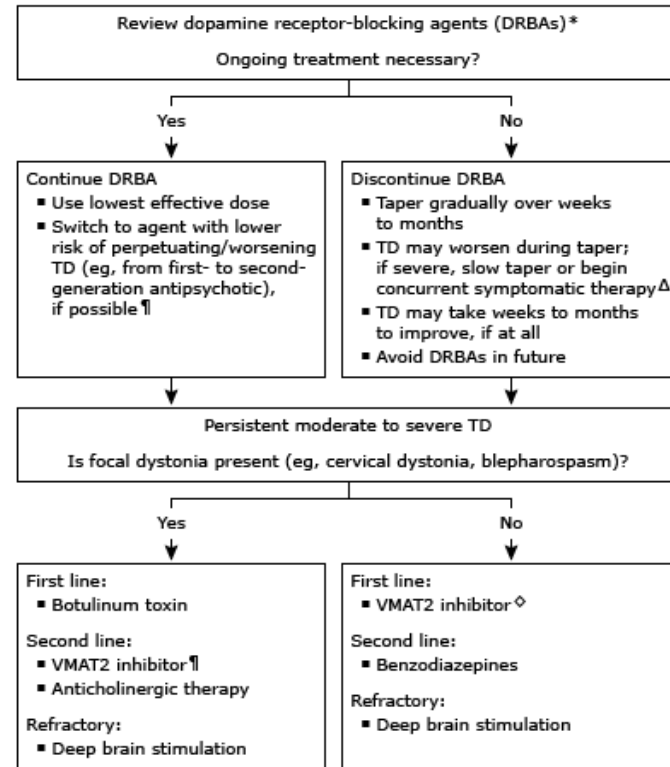 Review dopamine receptor-blocking agents (DRBAs)*
Ongoing treatment necessary?
Yes
No
Continue DRBA
▪ Use lowest effective dose
▪ Switch to agent with lower
risk of perpetuating/worsening
TD (eg, from first- to second-
generation antipsychotic),
if possible¶
Discontinue DRBA
▪ Taper gradually over weeks
to months
▪ TD may worsen during taper;
if severe, slow taper or begin
concurrent symptomatic therapyΔ
▪ TD may take weeks to months
to improve, if at all
▪ Avoid DRBAs in future
Persistent moderate to severe TD
Is focal dystonia present (eg, cervical dystonia, blepharospasm)?
Yes
No
First line:
▪ Botulinum toxin
Second line:
▪ VMAT2 inhibitor¶
▪ Anticholinergic therapy
Refractory:
▪ Deep brain stimulation
First line:
▪ VMAT2 inhibitor◇
Second line:
▪ Benzodiazepines
Refractory:
▪ Deep brain stimulation